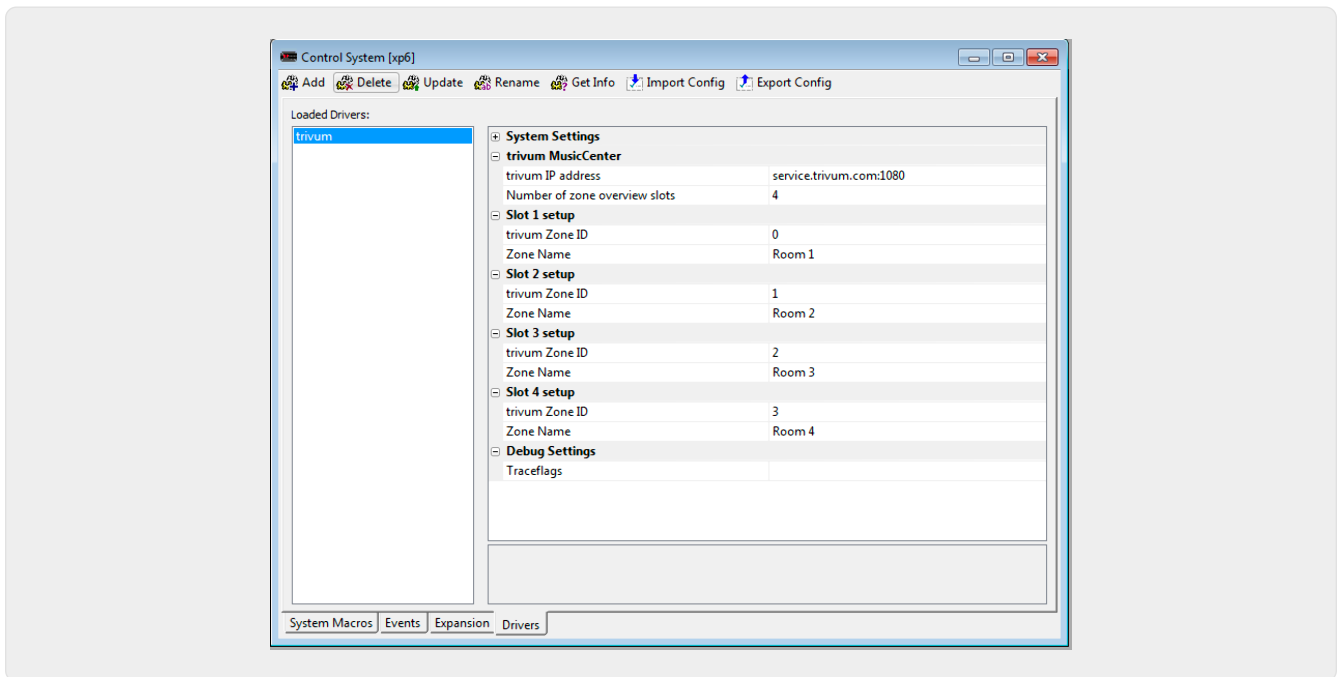 Control System [xp6]
Add Delete Update Rename Get Info Import Config Export Config
Loaded Drivers:
trivum
System Settings
trivum MusicCenter
trivum IP address service.trivum.com:1080
Number of zone overview slots 4
Slot 1 setup
trivum Zone ID 0
Zone Name Room 1
Slot 2 setup
trivum Zone ID 1
Zone Name Room 2
Slot 3 setup
trivum Zone ID 2
Zone Name Room 3
Slot 4 setup
trivum Zone ID 3
Zone Name Room 4
Debug Settings
Traceflags
System Macros Events Expansion Drivers